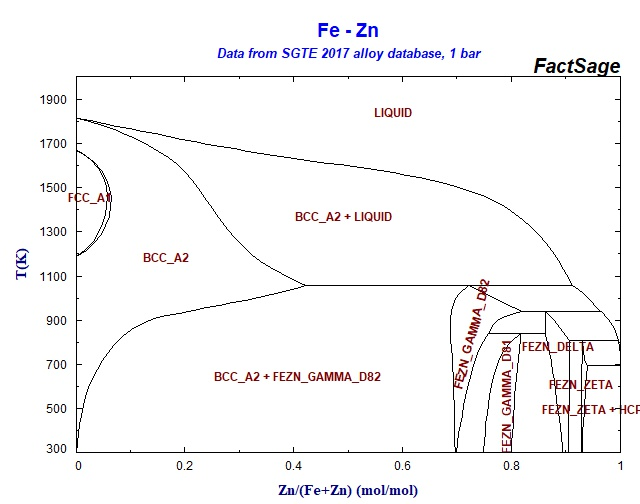 Fe - Zn
Data from SGTE 2017 alloy database, 1 bar
FactSage
LIQUID
FCC_A1
BCC_A2 + LIQUID
BCC_A2
FEZN_GAMMA_D82
FEZN_GAMMA_D81
FEZN_DELTA
BCC_A2 + FEZN_GAMMA_D82
FEZN_ZETA
FEZN_ZETA + HCP
T(K)
1900
1700
1500
1300
1100
900
700
500
300
0
0.2
0.4
0.6
0.8
1
Zn/(Fe+Zn) (mol/mol)